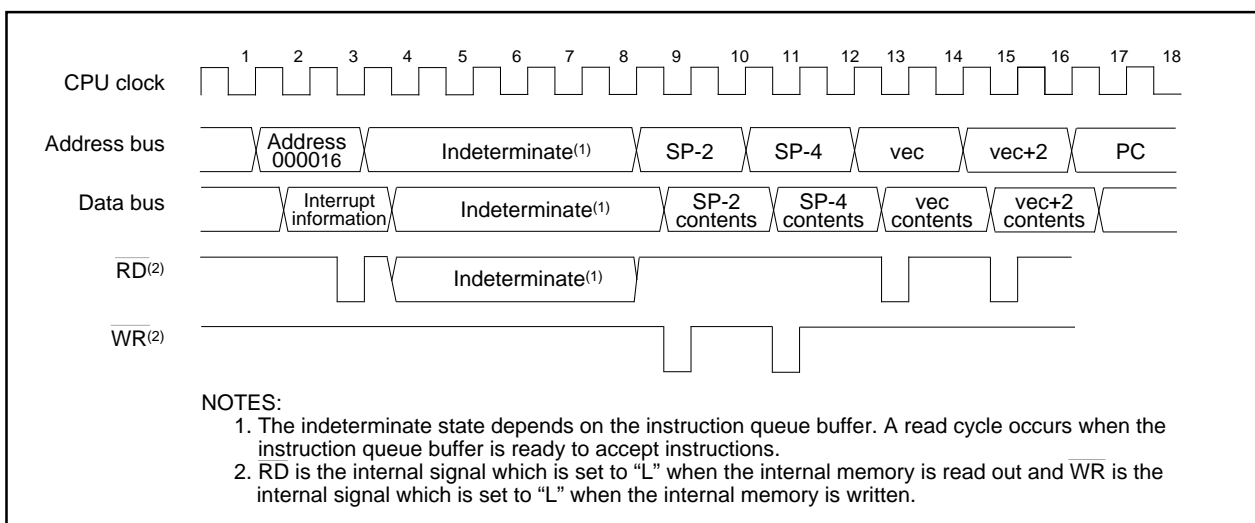 1 2 3 4 5 6 7 8 9 10 11 12 13 14 15 16 17 18
CPU clock
Address bus
Address
000016
Indeterminate(1)
SP-2
SP-4
vec
vec+2
PC
Data bus
Interrupt
information
Indeterminate(1)
SP-2
contents
SP-4
contents
vec
contents
vec+2
contents
RD(2)
Indeterminate(1)
WR(2)
NOTES:
1. The indeterminate state depends on the instruction queue buffer. A read cycle occurs when the
instruction queue buffer is ready to accept instructions.
2. RD is the internal signal which is set to “L” when the internal memory is read out and WR is the
internal signal which is set to “L” when the internal memory is written.